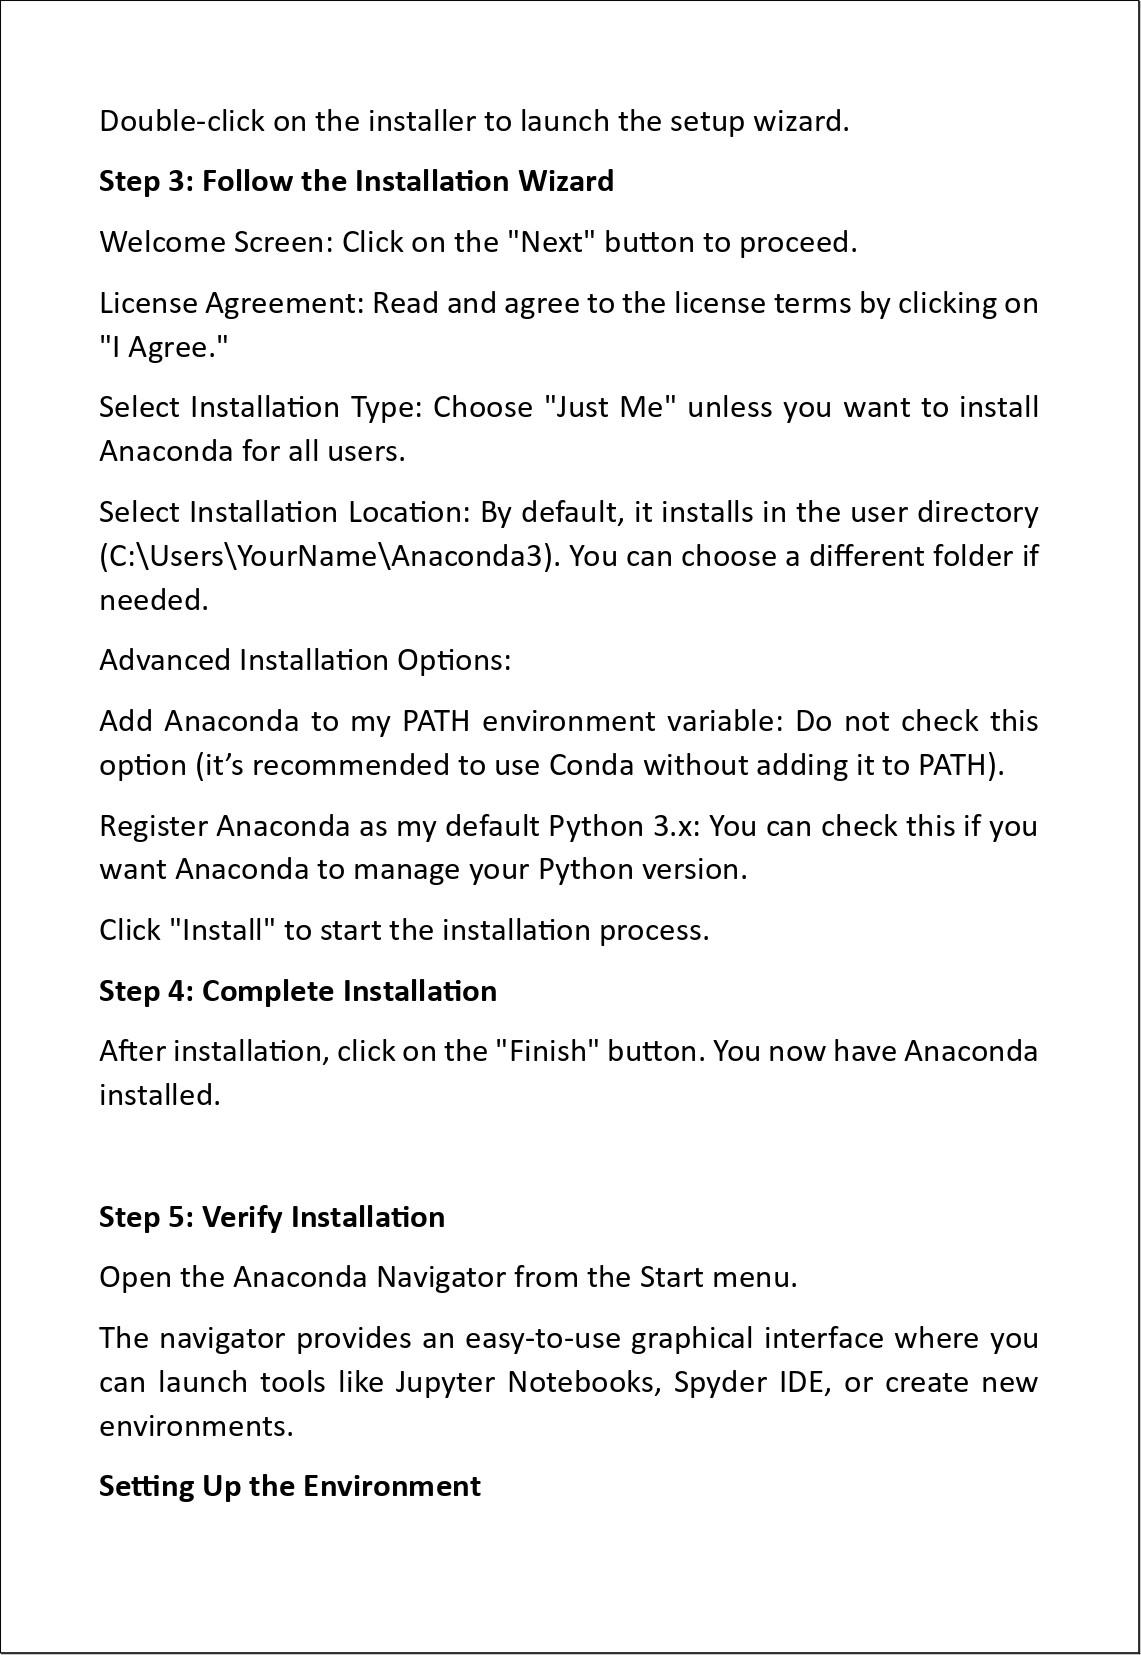 Double-click on the installer to launch the setup wizard.
Step 3: Follow the Installation Wizard
Welcome Screen: Click on the "Next" button to proceed.
License Agreement: Read and agree to the license terms by clicking on
"I Agree."
Select Installation Type: Choose "Just Me" unless you want to install
Anaconda for all users.
Select Installation Location: By default, it installs in the user directory
(C:\Users\YourName\Anaconda3). You can choose a different folder if
needed.
Advanced Installation Options:
Add Anaconda to my PATH environment variable: Do not check this
option (it’s recommended to use Conda without adding it to PATH).
Register Anaconda as my default Python 3.x: You can check this if you
want Anaconda to manage your Python version.
Click "Install" to start the installation process.
Step 4: Complete Installation
After installation, click on the "Finish" button. You now have Anaconda
installed.
Step 5: Verify Installation
Open the Anaconda Navigator from the Start menu.
The navigator provides an easy-to-use graphical interface where you
can launch tools like Jupyter Notebooks, Spyder IDE, or create new
environments.
Setting Up the Environment